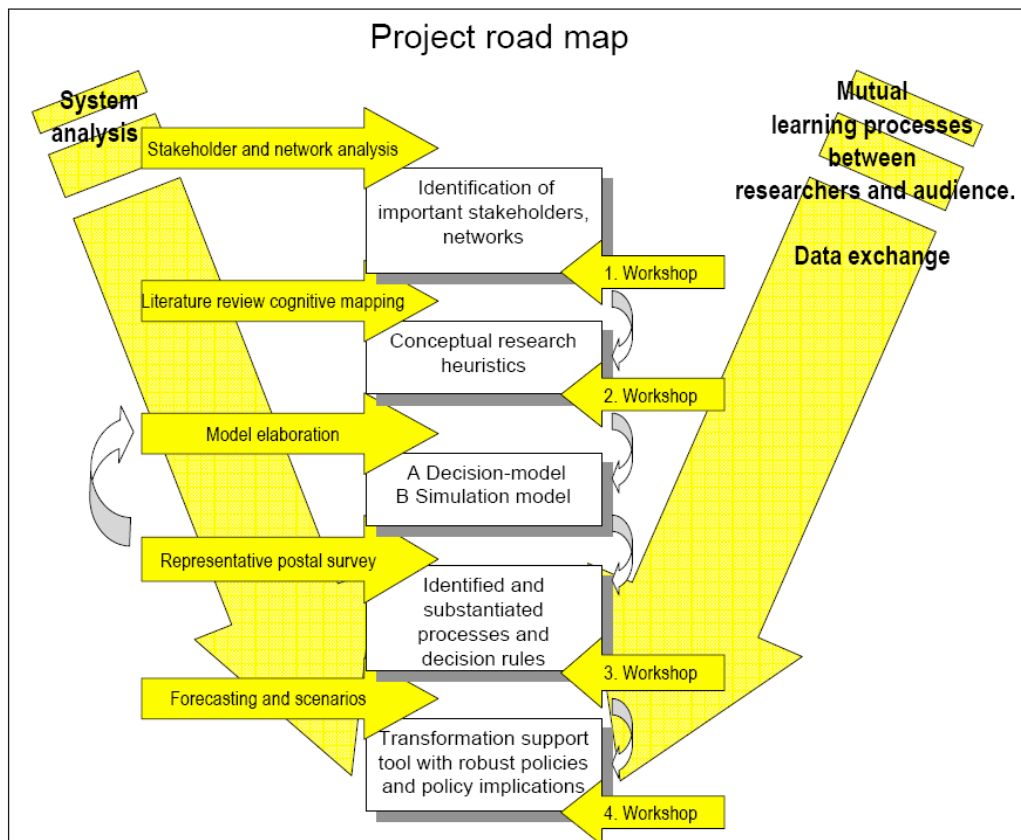 Project road map
System
analysis
Mutual
learning processes
between
researchers and audience.
Data exchange
Stakeholder and network analysis
Identification of
important stakeholders,
networks
1. Workshop
Literature review cognitive mapping
Conceptual research
heuristics
2. Workshop
Model elaboration
A Decision-model
B Simulation model
Representative postal survey
Identified and
substantiated
processes and
decision rules
3. Workshop
Forecasting and scenarios
Transformation support
tool with robust policies
and policy implications
4. Workshop